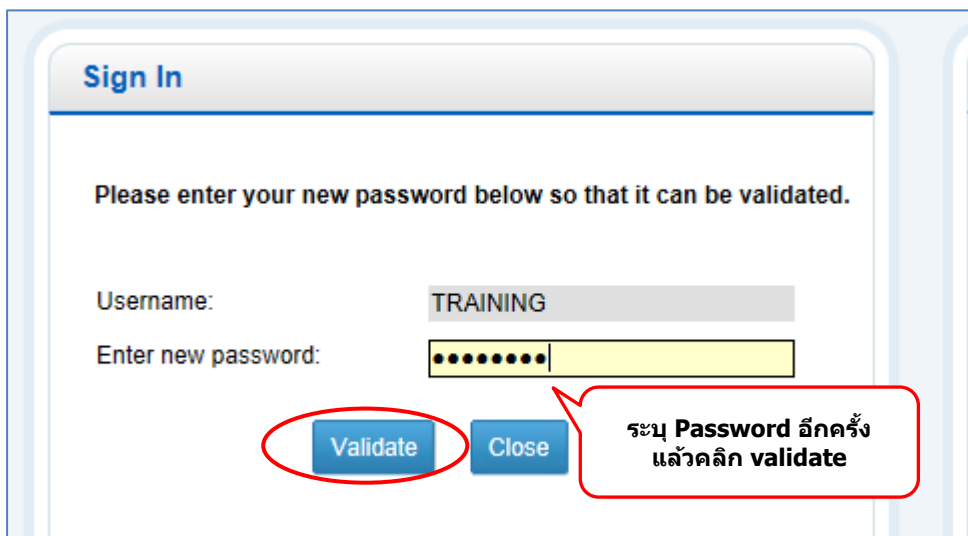 Sign In
Please enter your new password below so that it can be validated.
Username: TRAINING
Enter new password: ••••••••
Validate Close
ระบุ Password อีกครั้ง
แล้วคลิก validate